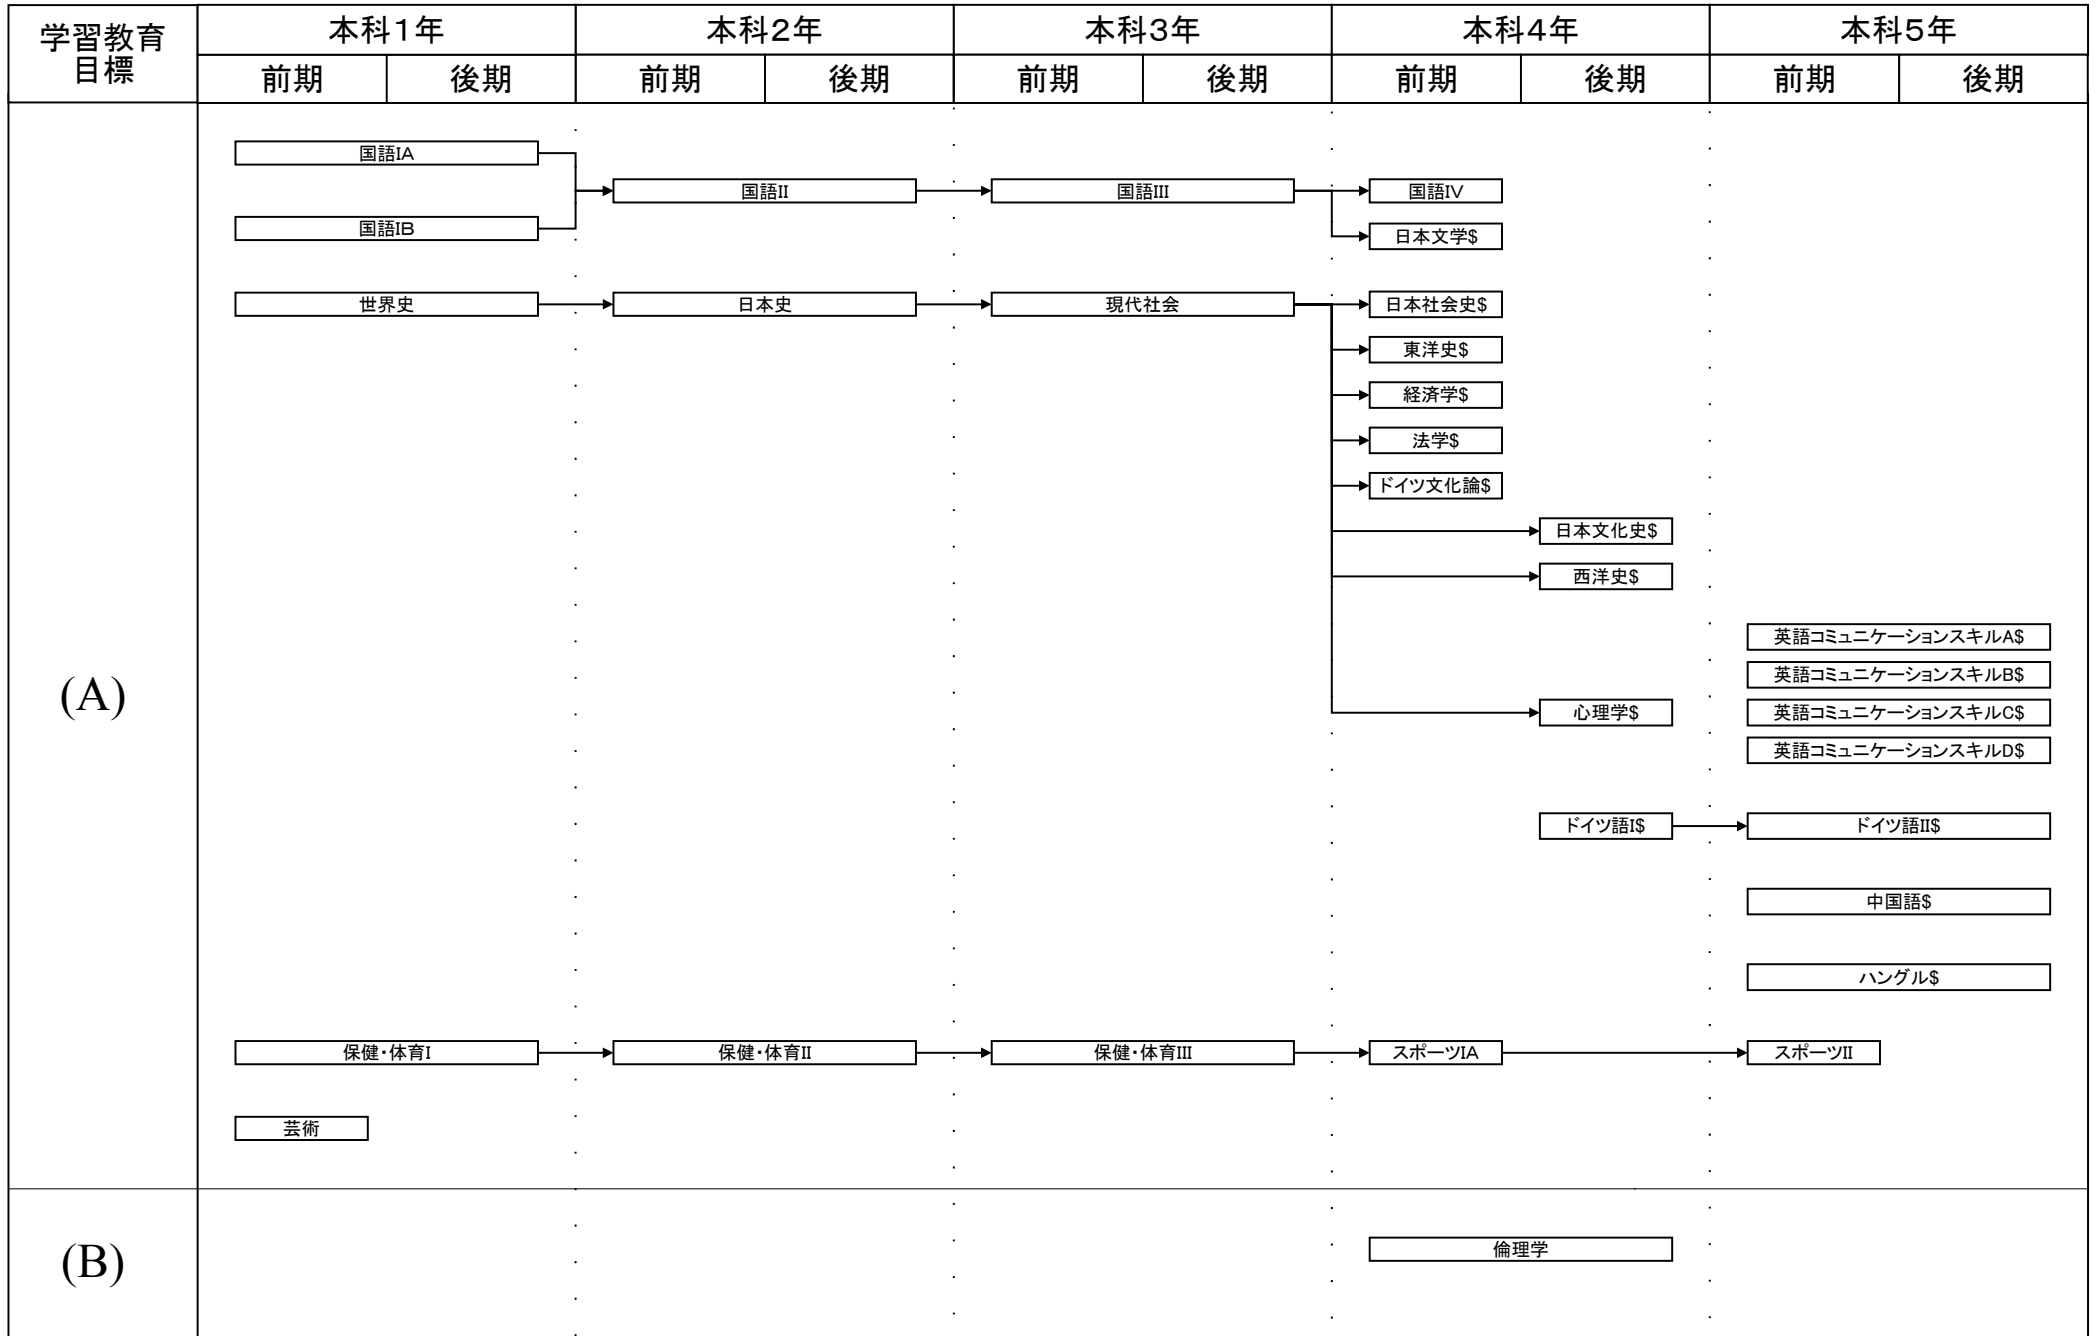 学習教育
目標
本科1年
本科2年
本科3年
本科4年
本科5年
前期
後期
前期
後期
前期
後期
前期
後期
前期
後期
(A)
国語IA
国語IB
国語II
国語III
国語IV
日本文学$
世界史
日本史
現代社会
日本社会史$
東洋史$
経済学$
法学$
ドイツ文化論$
日本文化史$
西洋史$
心理学$
英語コミュニケーションスキルA$
英語コミュニケーションスキルB$
英語コミュニケーションスキルC$
英語コミュニケーションスキルD$
ドイツ語I$
ドイツ語II$
中国語$
ハングル$
保健・体育I
保健・体育II
保健・体育III
スポーツIA
スポーツII
芸術
(B)
倫理学